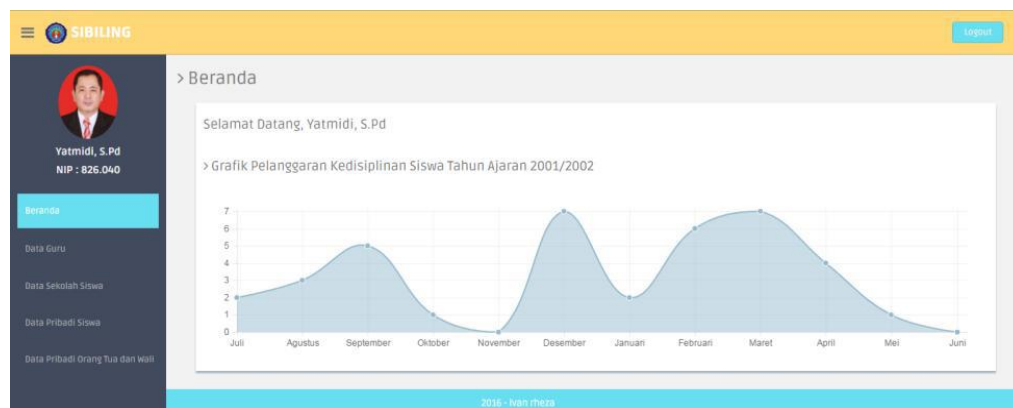 SIBILING
Logout
Yatmidi, S.Pd
NIP : 826.040
Beranda
Data Guru
Data Sekolah Siswa
Data Pribadi Siswa
Data Pribadi Orang Tua dan Wali
> Beranda
Selamat Datang, Yatmidi, S.Pd
> Grafik Pelanggaran Kedisiplinan Siswa Tahun Ajaran 2001/2002
7
6
5
4
3
2
1
0
Juli Agustus September Oktober November Desember Januari Februari Maret April Mei Juni
2016 - Ivan rheza